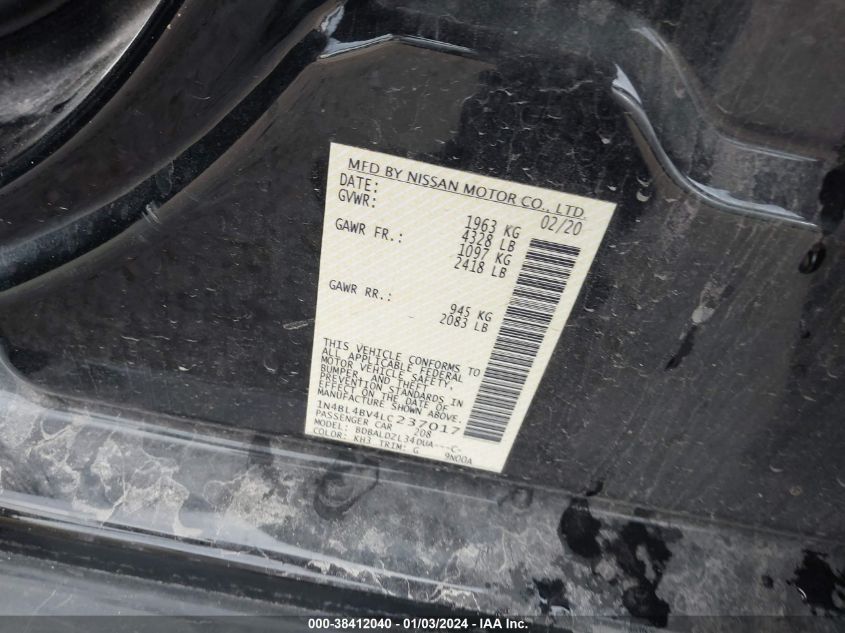 MFD BY NISSAN MOTOR CO., LTD.
DATE: 02/20
GVWR: 1963 KG
4328 LB
GAWR FR.: 1097 KG
2418 LB
GAWR RR.: 945 KG
2083 LB
THIS VEHICLE CONFORMS TO
ALL APPLICABLE FEDERAL
MOTOR VEHICLE SAFETY,
BUMPER, AND THEFT
PREVENTION STANDARDS IN
EFFECT ON THE DATE OF
MANUFACTURE SHOWN ABOVE.
1N4BL4BV4LC237017
PASSENGER CAR 208
MODEL: BDBALD2L34DUA---C-
COLOR: KH3 TRIM: G 9N00A
000-38412040 - 01/03/2024 - IAA Inc.